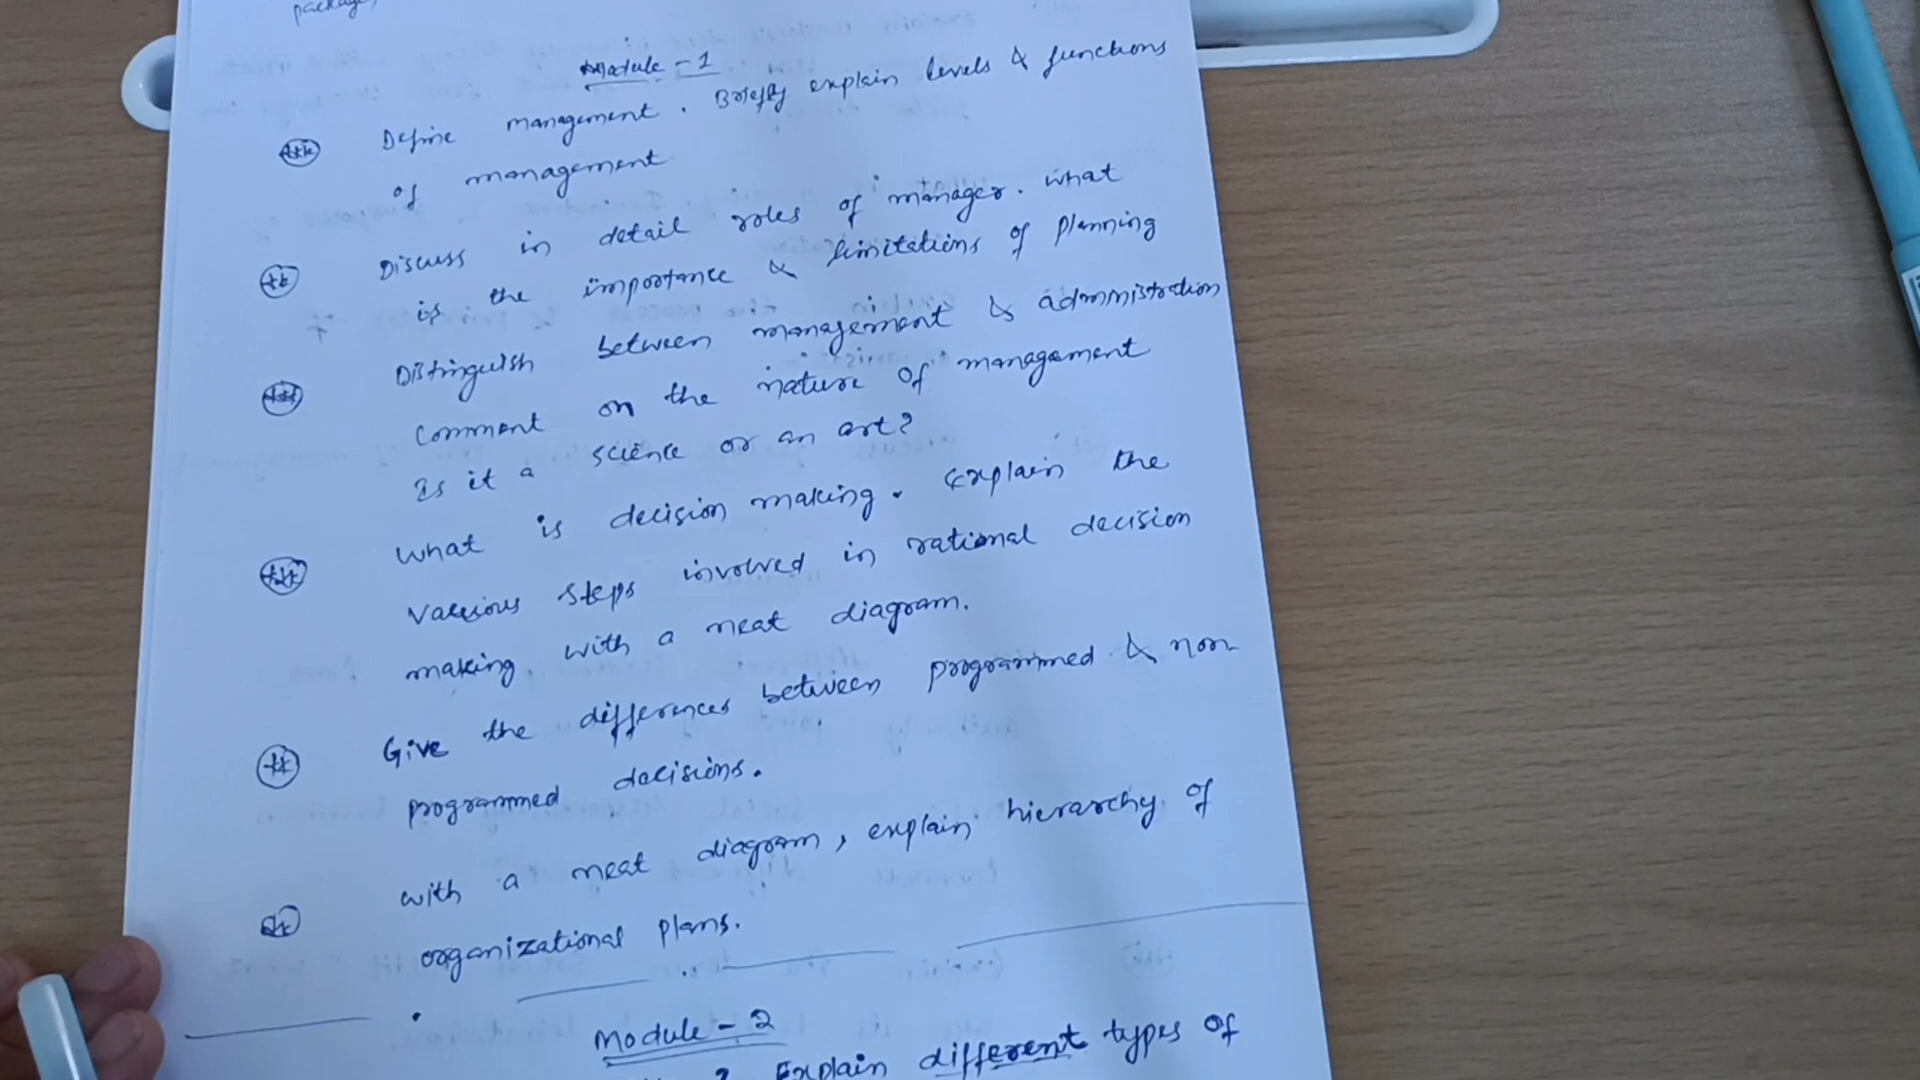 package,
Module - 1
*** Define management. Briefly explain levels & functions
of management
** Discuss in detail roles of manager. what
is the importance & limitations of planning
*** Distinguish between management & administration
comment on the nature of management
Is it a science or an art?
*** What is decision making. Explain the
various steps involved in rational decision
making with a neat diagram.
** Give the differences between programmed & non-
programmed decisions.
** with a neat diagram, explain hierarchy of
organizational plans.
Module - 2
? Explain different types of